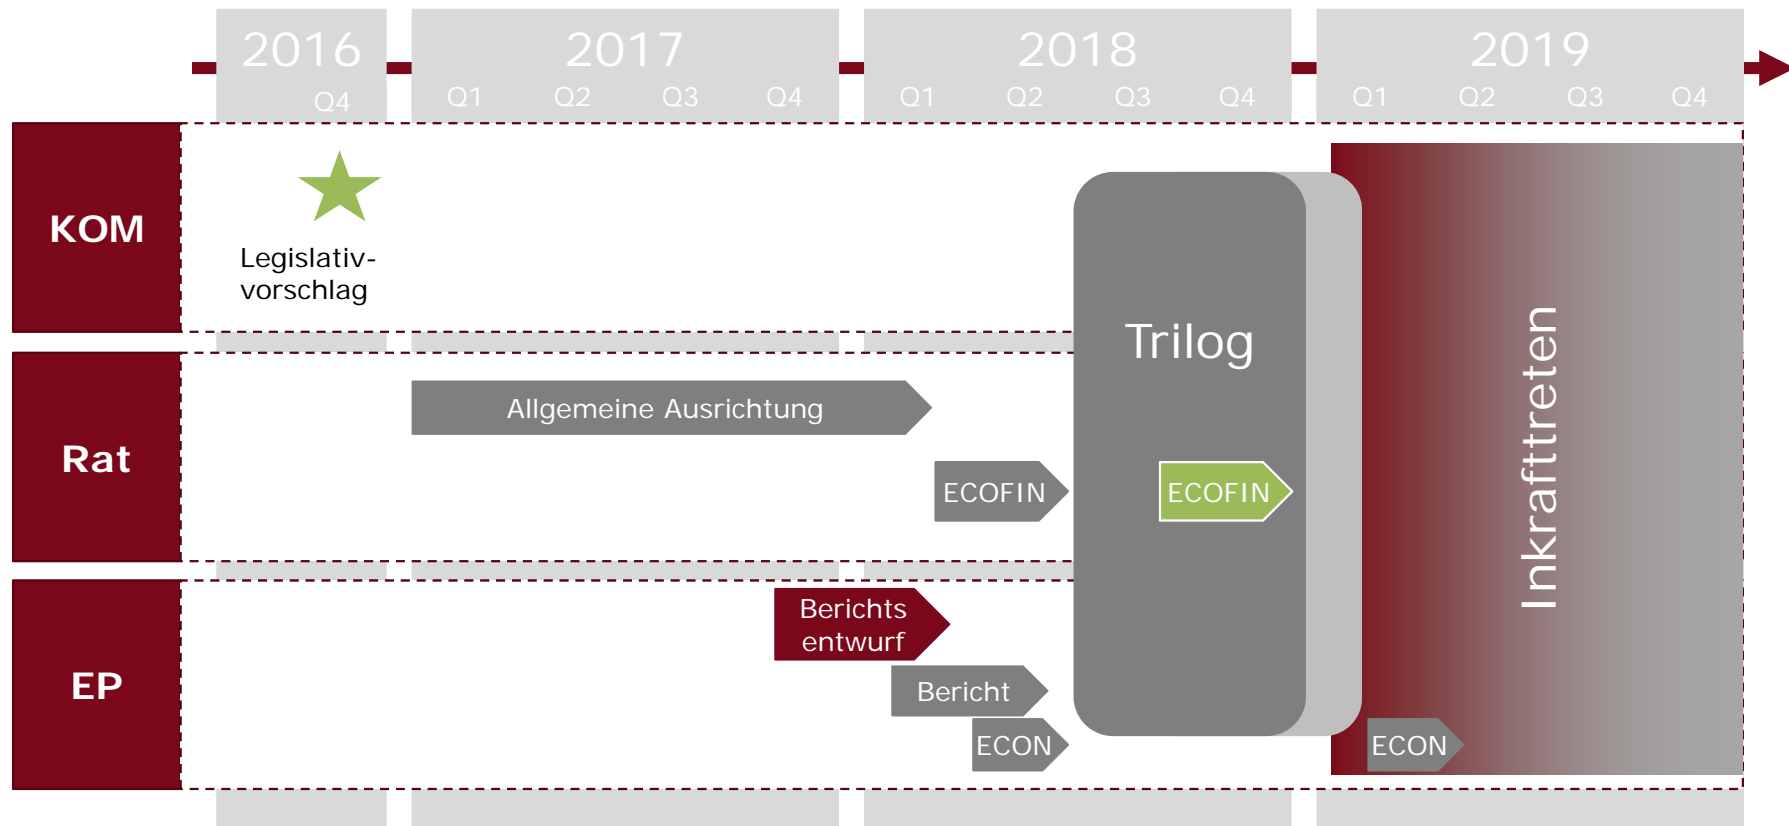 2016
2017
2018
2019
Q4
Q1
Q2
Q3
Q4
Q1
Q2
Q3
Q4
Q1
Q2
Q3
Q4
KOM
Legislativ-
vorschlag
Trilog
Inkrafttreten
Rat
Allgemeine Ausrichtung
ECOFIN
ECOFIN
EP
Berichts
entwurf
Bericht
ECON
ECON